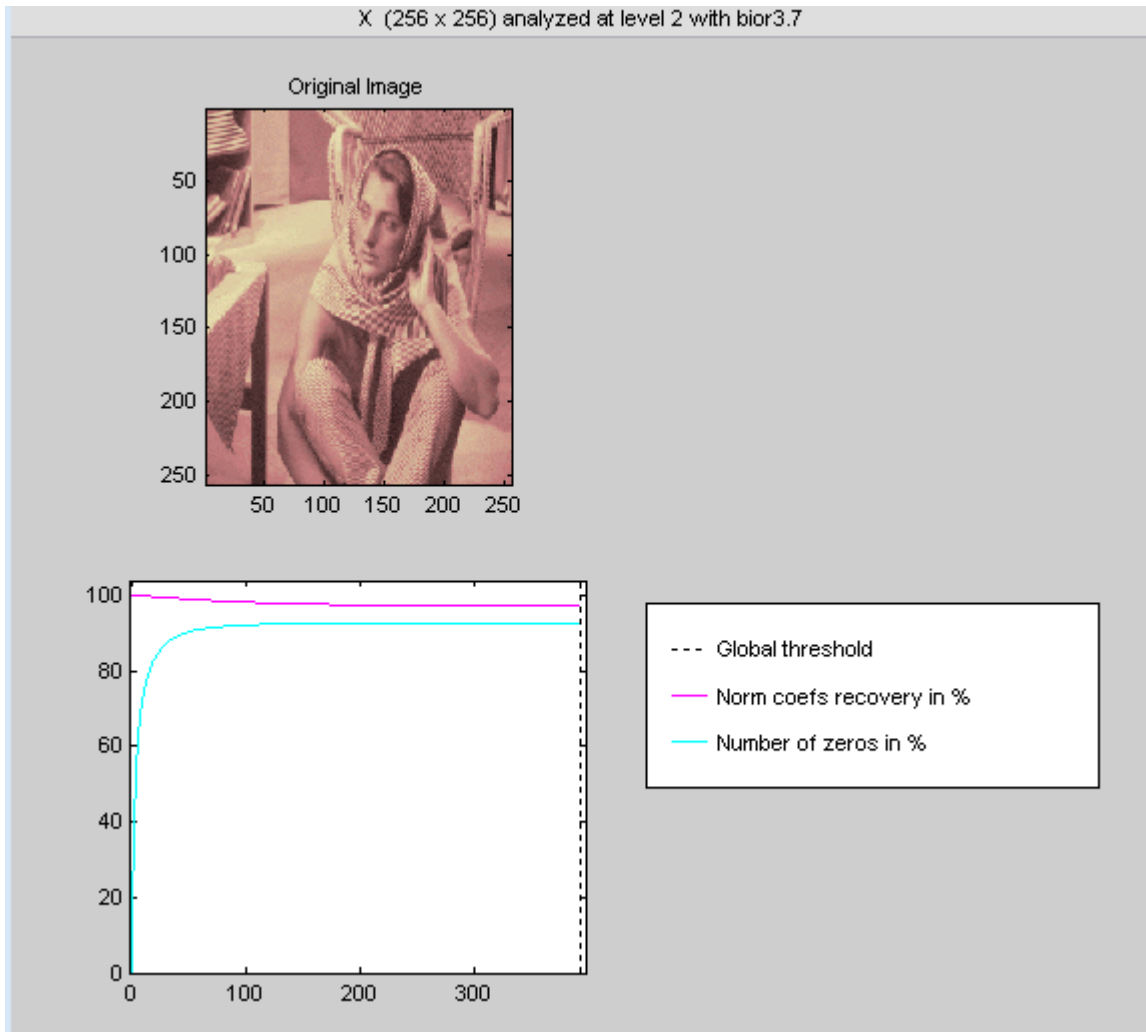 X (256 x 256) analyzed at level 2 with bior3.7
Original Image
50
100
150
200
250
50 100 150 200 250
100
80
60
40
20
0
0 100 200 300
Global threshold
Norm coefs recovery in %
Number of zeros in %